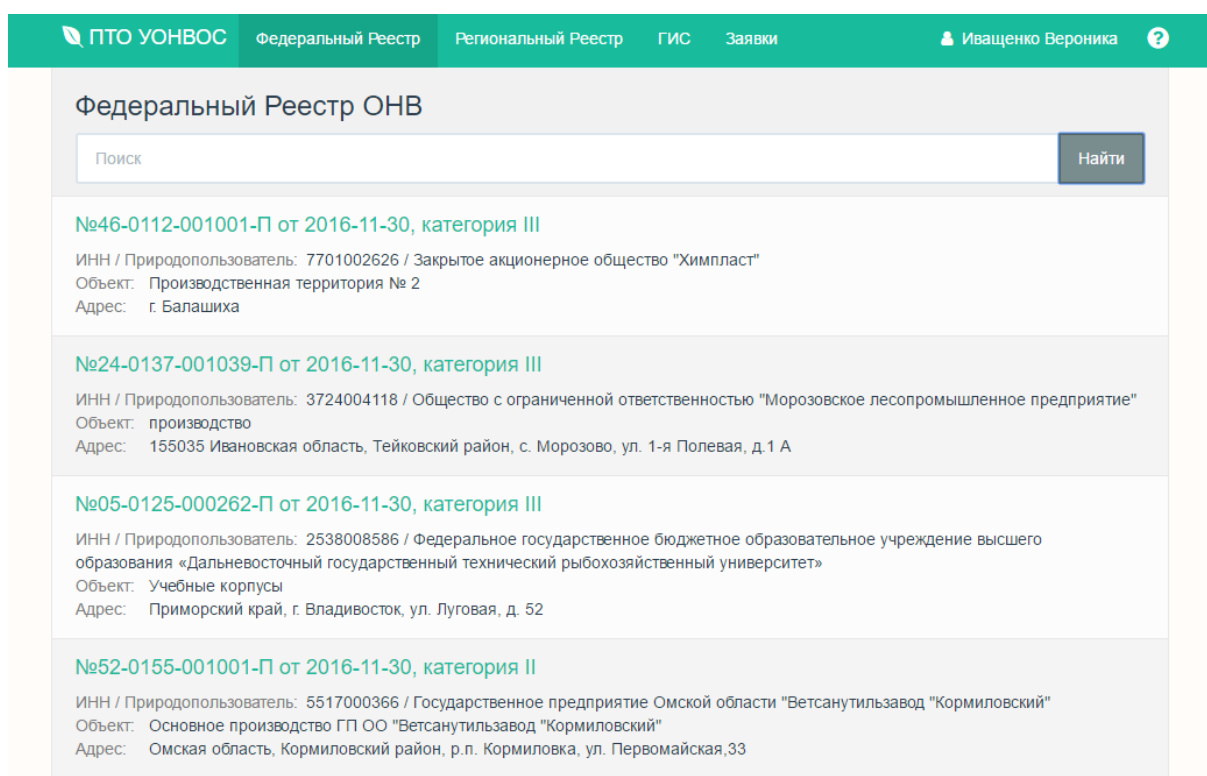 ПТО УОНВОС Федеральный Реестр Региональный Реестр ГИС Заявки Иващенко Вероника ?
Федеральный Реестр ОНВ
Поиск Найти
№46-0112-001001-П от 2016-11-30, категория III
ИНН / Природопользователь: 7701002626 / Закрытое акционерное общество "Химпласт"
Объект: Производственная территория № 2
Адрес: г. Балашиха
№24-0137-001039-П от 2016-11-30, категория III
ИНН / Природопользователь: 3724004118 / Общество с ограниченной ответственностью "Морозовское лесопромышленное предприятие"
Объект: производство
Адрес: 155035 Ивановская область, Тейковский район, с. Морозово, ул. 1-я Полевая, д.1 А
№05-0125-000262-П от 2016-11-30, категория III
ИНН / Природопользователь: 2538008586 / Федеральное государственное бюджетное образовательное учреждение высшего
образования «Дальневосточный государственный технический рыбохозяйственный университет»
Объект: Учебные корпусы
Адрес: Приморский край, г. Владивосток, ул. Луговая, д. 52
№52-0155-001001-П от 2016-11-30, категория II
ИНН / Природопользователь: 5517000366 / Государственное предприятие Омской области "Ветсанутильзавод "Кормиловский"
Объект: Основное производство ГП ОО "Ветсанутильзавод "Кормиловский"
Адрес: Омская область, Кормиловский район, р.п. Кормиловка, ул. Первомайская,33